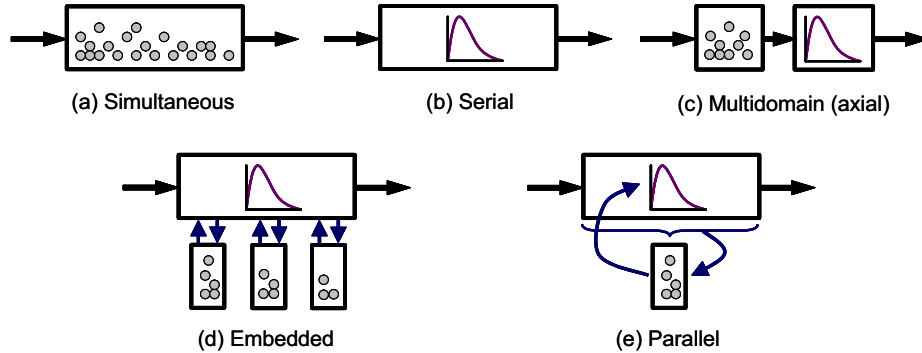 (a) Simultaneous
(b) Serial
(c) Multidomain (axial)
(d) Embedded
(e) Parallel